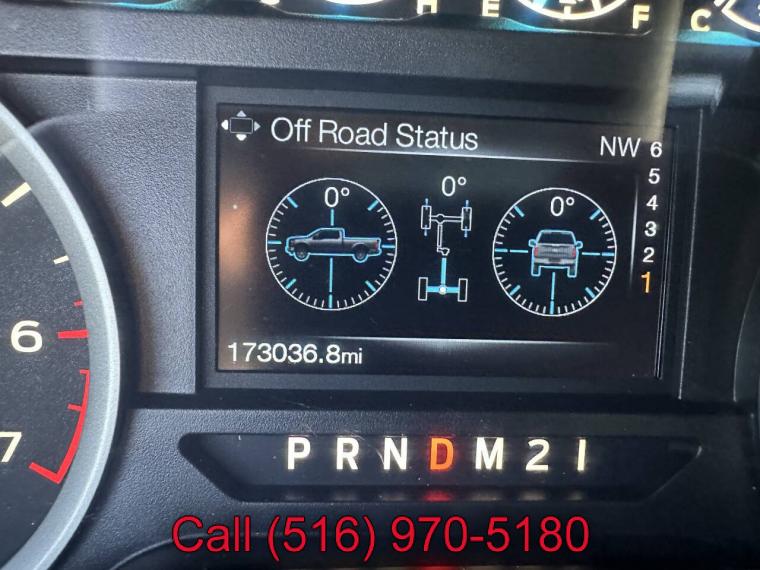 H E F C
Off Road Status
NW 6
5
4
3
2
1
0° 0° 0°
173036.8mi
6
7
P R N D M 2 1
Call (516) 970-5180